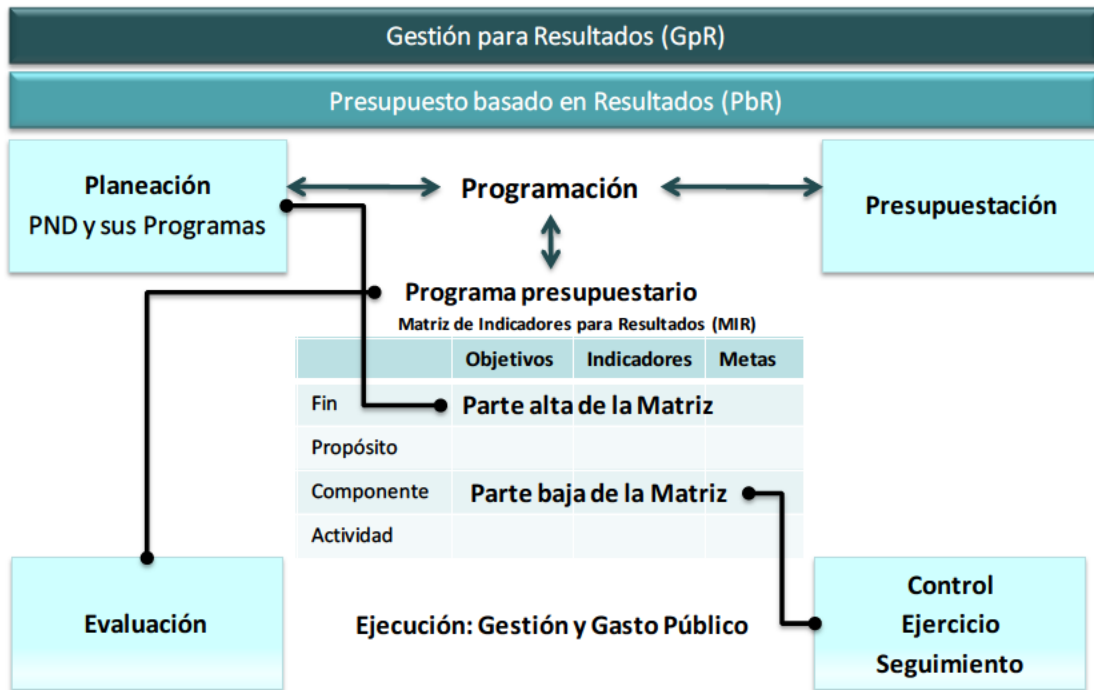 Gestión para Resultados (GpR)
Presupuesto basado en Resultados (PbR)
Planeación
PND y sus Programas
Programación
Presupuestación
Programa presupuestario
Matriz de Indicadores para Resultados (MIR)
Objetivos Indicadores Metas
Fin Parte alta de la Matriz
Propósito
Componente Parte baja de la Matriz
Actividad
Evaluación
Ejecución: Gestión y Gasto Público
Control
Ejercicio
Seguimiento